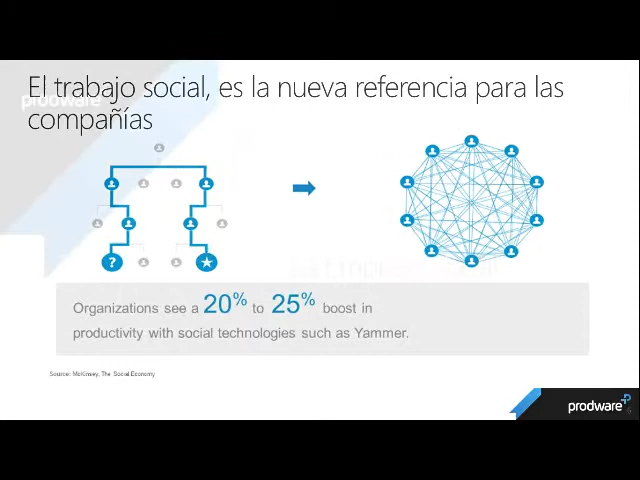 El trabajo social, es la nueva referencia para las
compañías
prodware
?
Organizations see a 20% to 25% boost in
productivity with social technologies such as Yammer.
Source: McKinsey, The Social Economy
prodware